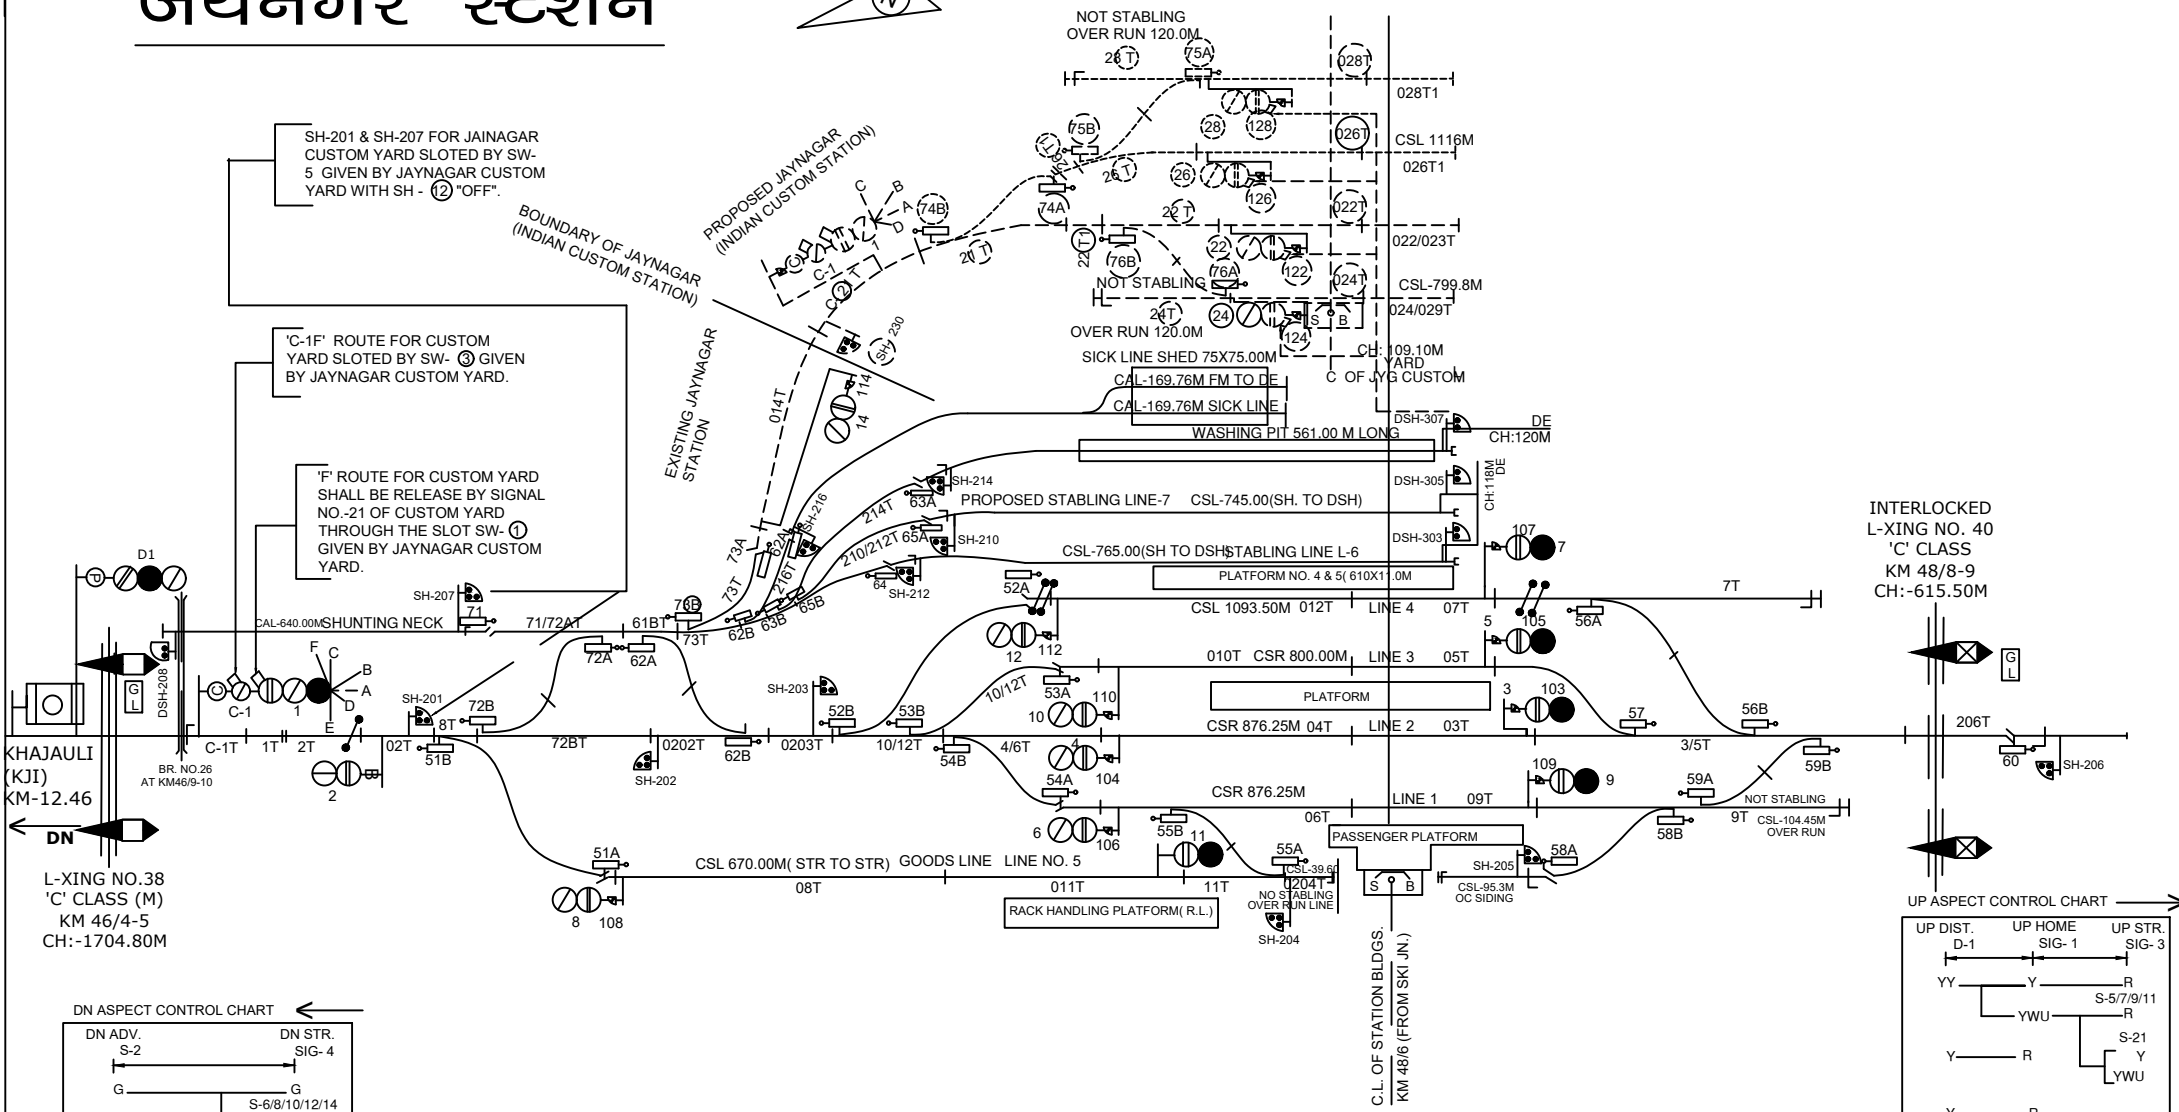 जयनगर स्टेशन
NOT STABLING
OVER RUN 120.0M
28 T
75A
028T
028T1
28
128
SH-201 & SH-207 FOR JAINAGAR
CUSTOM YARD SLOTED BY SW-
5 GIVEN BY JAYNAGAR CUSTOM
YARD WITH SH - 12 "OFF".
75B
26T1
26 T
026T
CSL 1116M
026T1
26
126
PROPOSED JAYNAGAR
(INDIAN CUSTOM STATION)
BOUNDARY OF JAYNAGAR
(INDIAN CUSTOM STATION)
C
B
A
D
C-1
1
C-21T
74B
21 T
74A
22 T
022T
22T1
022/023T
76B
22
122
76A
NOT STABLING
024T
CSL-799.8M
24T
24
124
S B
024/029T
OVER RUN 120.0M
SH-230
CH: 109.10M
YARD
C OF JYG CUSTOM
'C-1F' ROUTE FOR CUSTOM
YARD SLOTED BY SW- 3 GIVEN
BY JAYNAGAR CUSTOM YARD.
EXISTING JAYNAGAR
STATION
014T
114
14
SICK LINE SHED 75X75.00M
CAL-169.76M FM TO DE
CAL-169.76M SICK LINE
WASHING PIT 561.00 M LONG
DSH-307
DE
CH:120M
'F' ROUTE FOR CUSTOM YARD
SHALL BE RELEASE BY SIGNAL
NO.-21 OF CUSTOM YARD
THROUGH THE SLOT SW- 1
GIVEN BY JAYNAGAR CUSTOM
YARD.
SH-214
63A
214T
PROPOSED STABLING LINE-7 CSL-745.00(SH. TO DSH)
DSH-305
CH:118M
DE
SH-216
62A
73A
73T
216T
210/212T
65A
SH-210
CSL-765.00(SH TO DSH)
STABLING LINE L-6
DSH-303
107
7
INTERLOCKED
L-XING NO. 40
'C' CLASS
KM 48/8-9
CH:-615.50M
D1
P
SH-207
71
CAL-640.00M
SHUNTING NECK
71/72AT
61BT
73B
73T
62B
63B
65B
64
SH-212
52A
PLATFORM NO. 4 & 5( 610X11.0M
CSL 1093.50M 012T LINE 4 07T
7T
5
105
56A
72A
62A
12
112
DSH-208
G
L
F
C
B
A
D
E
C
C-1
1
SH-201
SH-203
10/12T
010T CSR 800.00M LINE 3 05T
53A
PLATFORM
3
103
G
L
8T
72B
52B
53B
10
110
CSR 876.25M 04T LINE 2 03T
57
56B
206T
KHAJAULI
(KJI)
KM-12.46
C-1T
1T
2T
02T
51B
72BT
0202T
62B
0203T
10/12T
54B
4/6T
3/5T
59B
60
SH-206
BR. NO.26
AT KM46/9-10
2
B
SH-202
4
104
54A
109
9
59A
CSR 876.25M
LINE 1 09T
NOT STABLING
9T
CSL-104.45M
OVER RUN
DN
6
106
55B
06T
PASSENGER PLATFORM
58B
L-XING NO.38
'C' CLASS (M)
KM 46/4-5
CH:-1704.80M
51A
CSL 670.00M( STR TO STR) GOODS LINE LINE NO. 5
11
55A
CSL-39.60
SH-205
58A
08T
011T
11T
0204T
S B
CSL-95.3M
OC SIDING
NO STABLING
OVER RUN LINE
8
108
RACK HANDLING PLATFORM( R.L.)
SH-204
C.L. OF STATION BLDGS.
KM 48/6 (FROM SKI JN.)
UP ASPECT CONTROL CHART
UP DIST. UP HOME UP STR.
D-1 SIG- 1 SIG- 3
YY Y R
S-5/7/9/11
YWU R
S-21
Y R Y
YWU
Y R
DN ASPECT CONTROL CHART
DN ADV. DN STR.
S-2 SIG- 4
G G
S-6/8/10/12/14